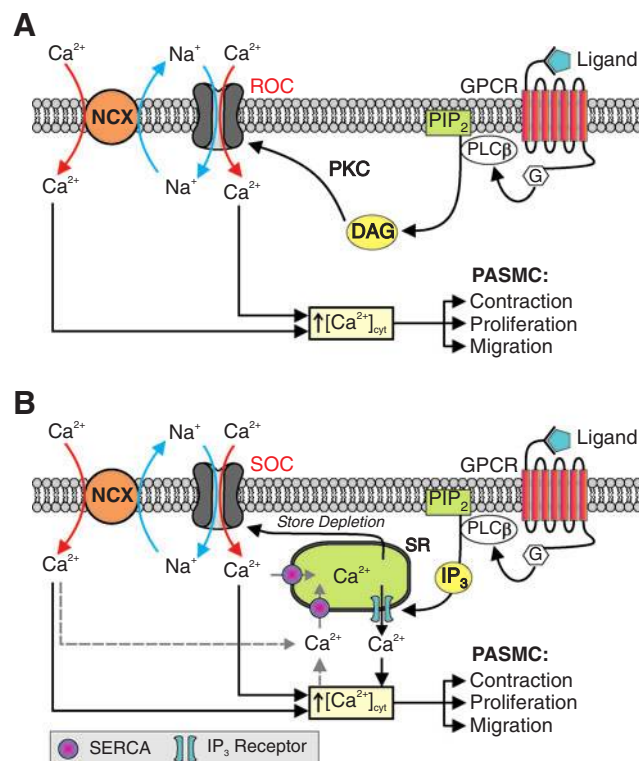 A
Ca²⁺ Na⁺ Ca²⁺ Ligand
ROC GPCR
NCX PIP₂
PLCβ
PKC G
Ca²⁺ Na⁺ Ca²⁺
DAG
PASMC:
Contraction
↑[Ca²⁺]cyt Proliferation
Migration
B
Ca²⁺ Na⁺ Ca²⁺ Ligand
SOC GPCR
NCX PIP₂
Store Depletion PLCβ
SR G
Ca²⁺ Na⁺ Ca²⁺ Ca²⁺ IP₃
Ca²⁺ Ca²⁺
PASMC:
Contraction
↑[Ca²⁺]cyt Proliferation
Migration
SERCA IP₃ Receptor